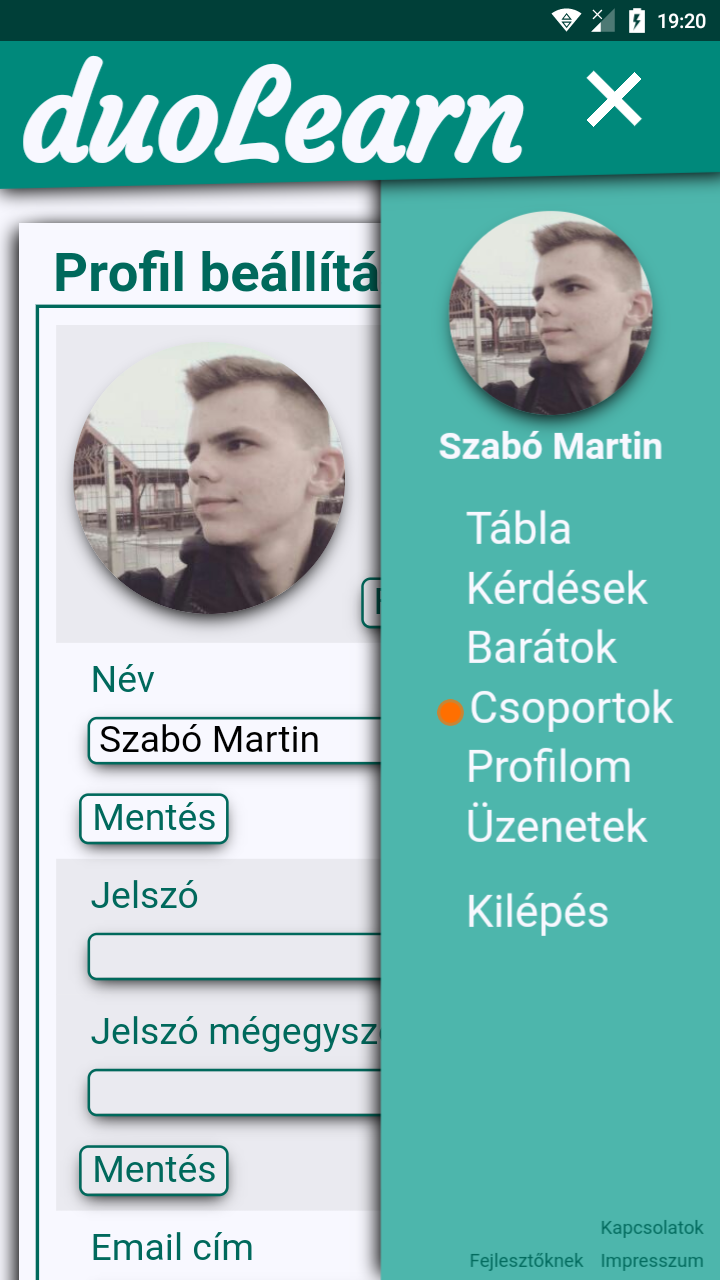 19:20
duoLearn
Profil beállítá
Szabó Martin
Tábla
Kérdések
Barátok
Csoportok
Profilom
Üzenetek
Kilépés
Név
Szabó Martin
Mentés
Jelszó
Jelszó mégegysz
Mentés
Email cím
Kapcsolatok
Fejlesztőknek Impresszum